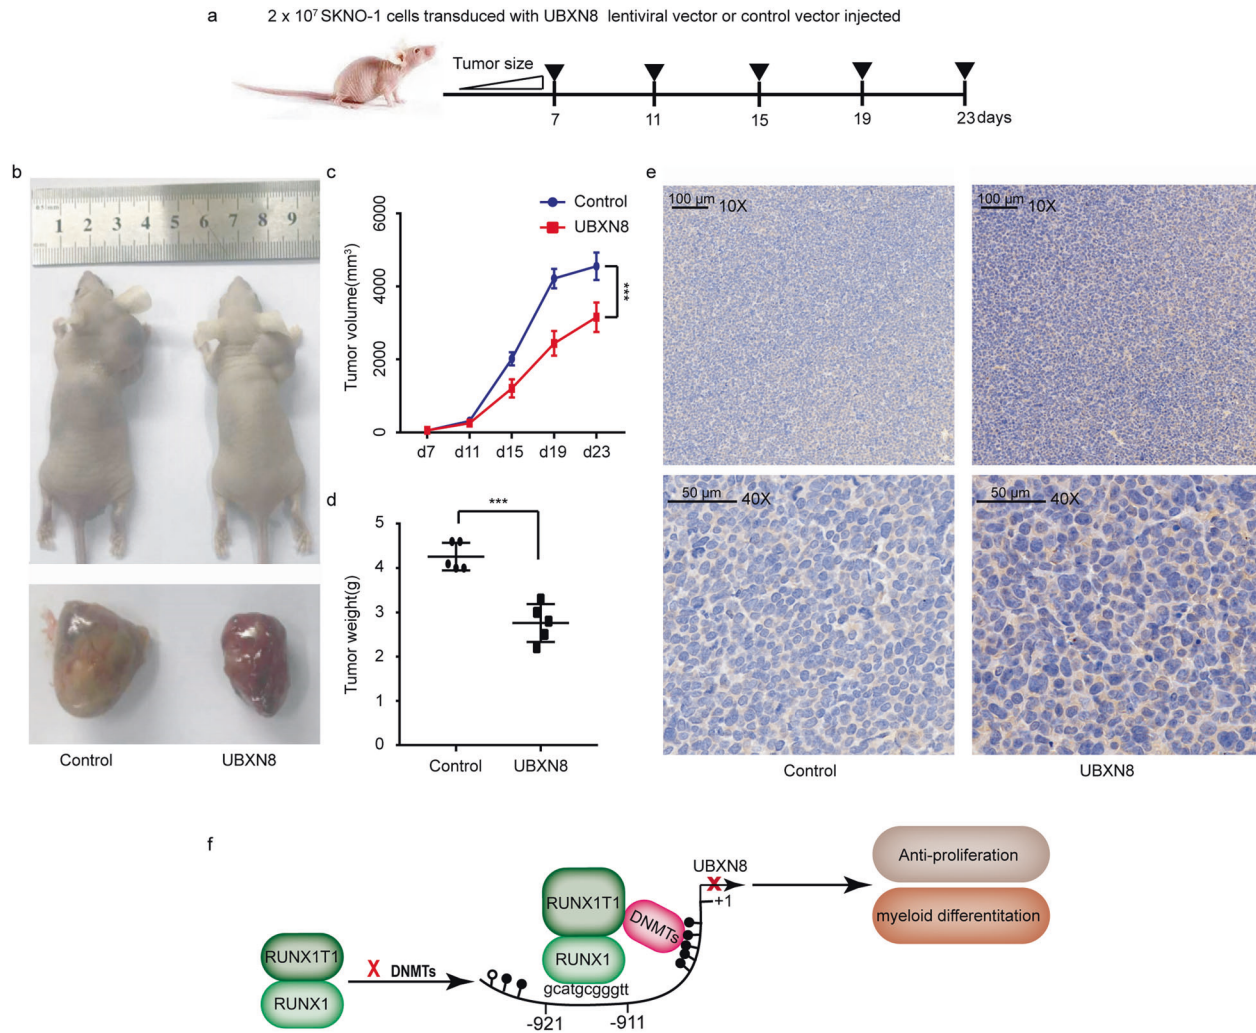 a
2 x 10⁷ SKNO-1 cells transduced with UBXN8 lentiviral vector or control vector injected
Tumor size
7 11 15 19 23 days
b
1 2 3 4 5 6 7 8 9
Control UBXN8
c
Control
UBXN8
Tumor volume(mm³)
6000
4000
2000
0
***
d7 d11 d15 d19 d23
d
***
Tumor weight(g)
5
4
3
2
1
0
Control UBXN8
e
100 µm 10X
100 µm 10X
50 µm 40X
50 µm 40X
Control UBXN8
f
RUNX1T1
RUNX1
X DNMTs
RUNX1T1
RUNX1
DNMTs
gcatgcgggtt
-921 -911
UBXN8
X
+1
Anti-proliferation
myeloid differentitation